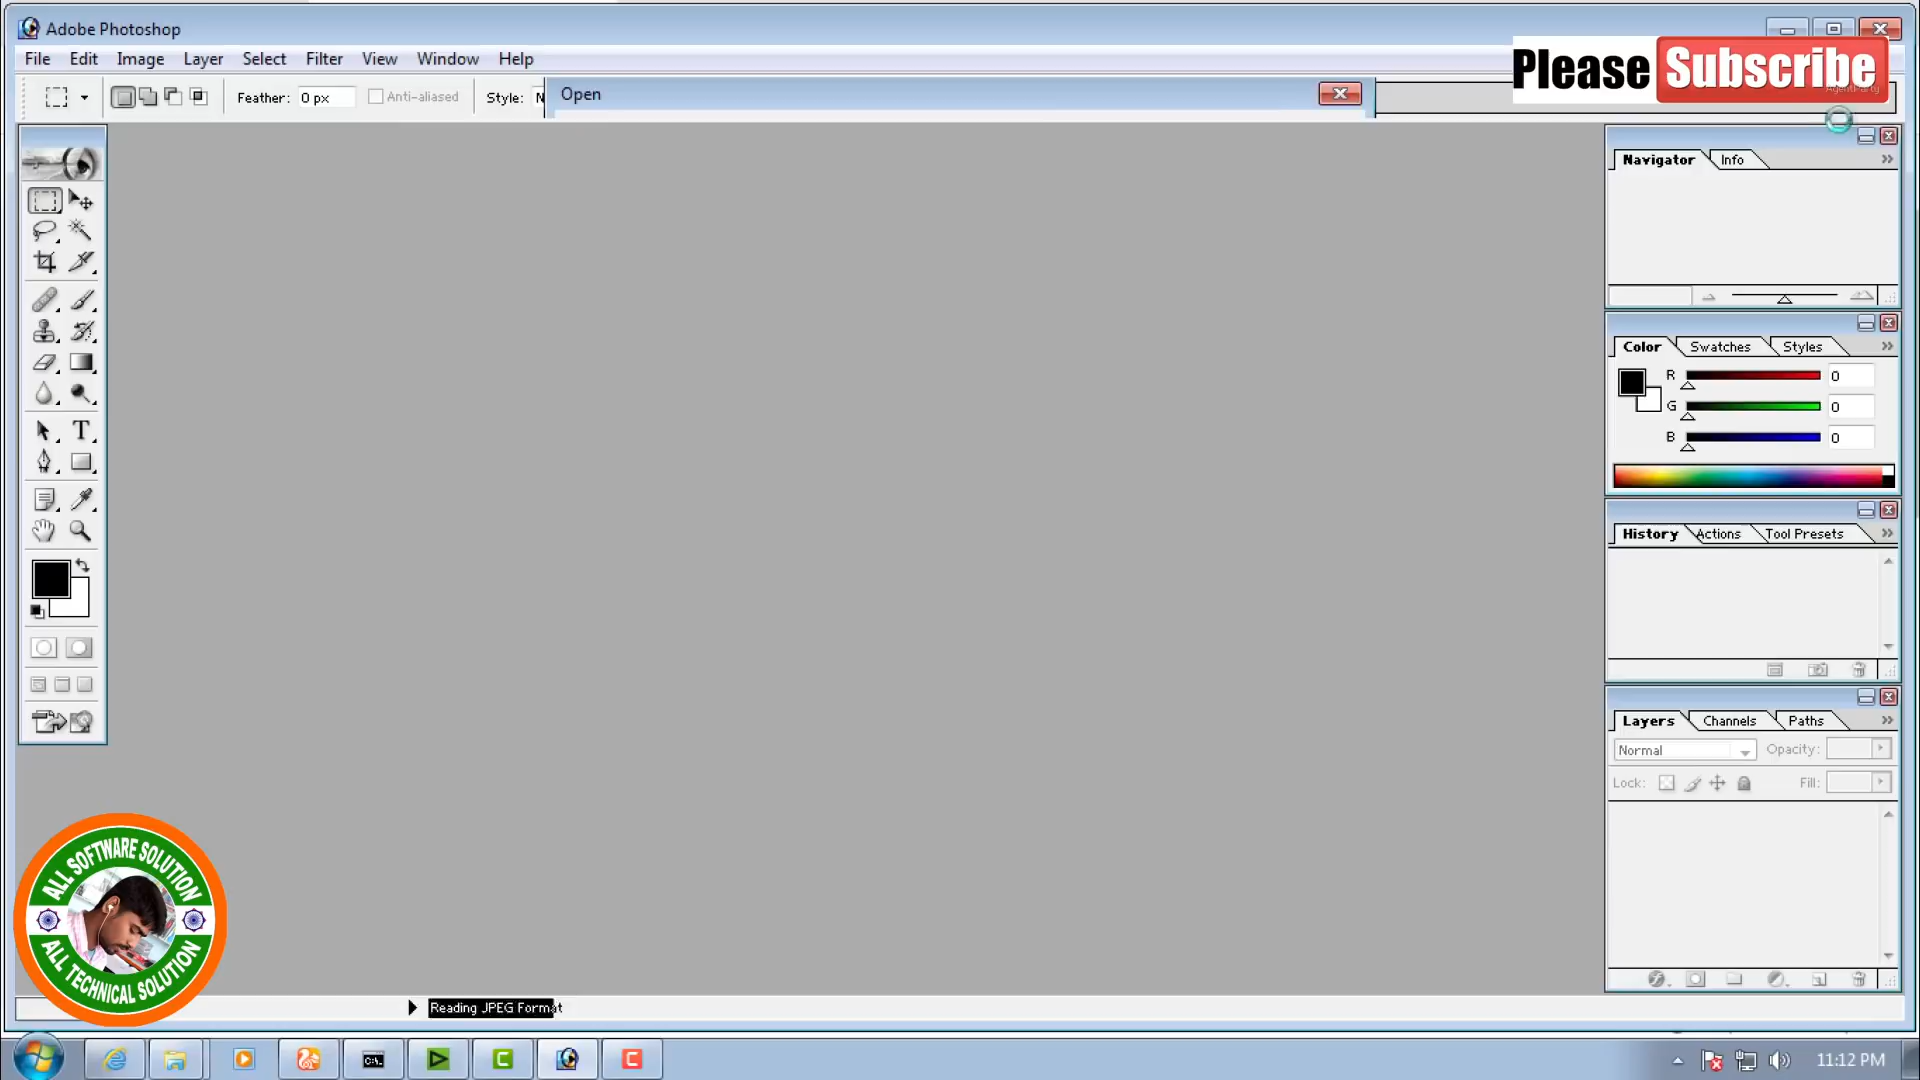 Adobe Photoshop
File Edit Image Layer Select Filter View Window Help
Please Subscribe
Feather: 0 px Anti-aliased Style: N
Open
Navigator Info
Color Swatches Styles
R 0
G 0
B 0
History Actions Tool Presets
Layers Channels Paths
Normal Opacity:
Lock: Fill:
ALL SOFTWARE SOLUTION
ALL TECHNICAL SOLUTION
Reading JPEG Format
C:\.
C
C
11:12 PM